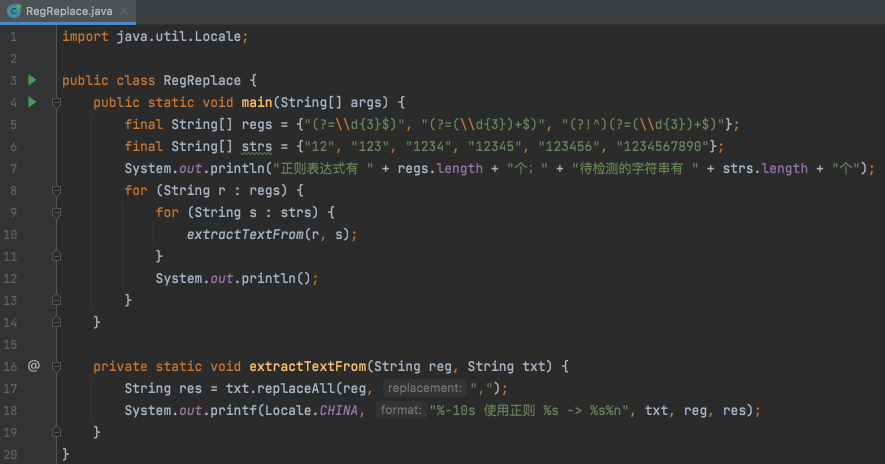 RegReplace.java
1 import java.util.Locale;
2
3 public class RegReplace {
4 public static void main(String[] args) {
5 final String[] regs = {"(?=\\d{3}$)", "(?=(\\d{3})+$)", "(?!^)(?=(\\d{3})+$)"};
6 final String[] strs = {"12", "123", "1234", "12345", "123456", "1234567890"};
7 System.out.println("正则表达式有 " + regs.length + "个; " + "待检测的字符串有 " + strs.length + "个");
8 for (String r : regs) {
9 for (String s : strs) {
10 extractTextFrom(r, s);
11 }
12 System.out.println();
13 }
14 }
15
16 @ private static void extractTextFrom(String reg, String txt) {
17 String res = txt.replaceAll(reg, replacement: ",");
18 System.out.printf(Locale.CHINA, format: "%-10s 使用正则 %s -> %s%n", txt, reg, res);
19 }
20 }